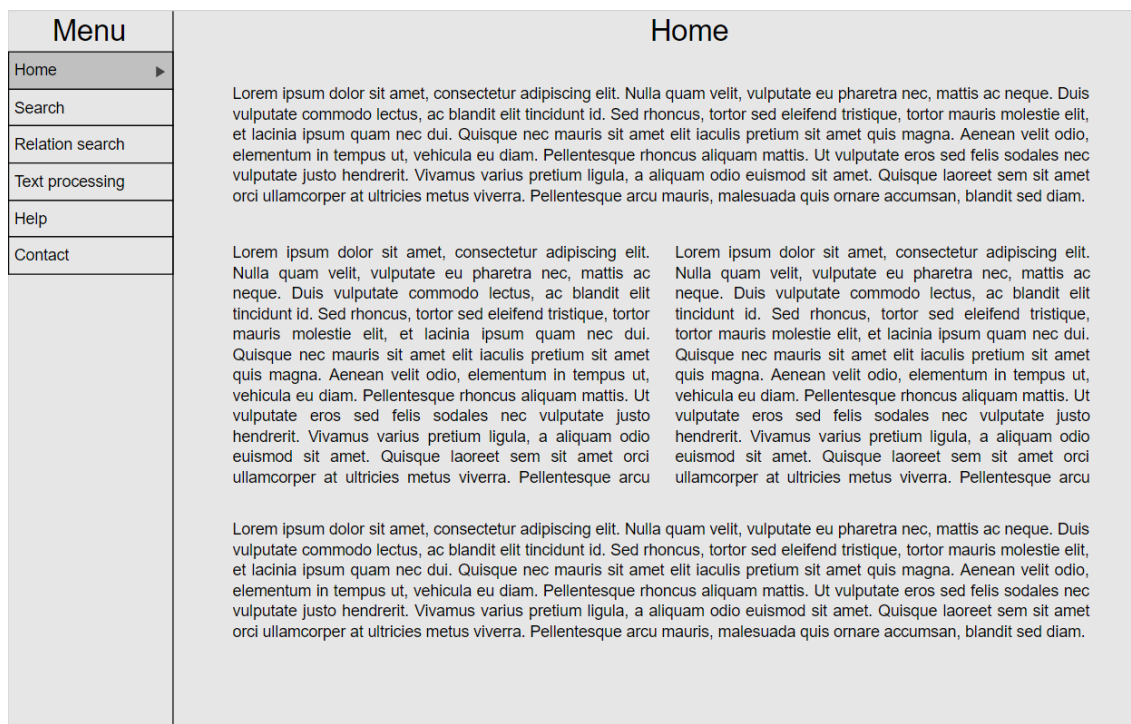 Menu
Home
Search
Relation search
Text processing
Help
Contact
Home
Lorem ipsum dolor sit amet, consectetur adipiscing elit. Nulla quam velit, vulputate eu pharetra nec, mattis ac neque. Duis
vulputate commodo lectus, ac blandit elit tincidunt id. Sed rhoncus, tortor sed eleifend tristique, tortor mauris molestie elit,
et lacinia ipsum quam nec dui. Quisque nec mauris sit amet elit iaculis pretium sit amet quis magna. Aenean velit odio,
elementum in tempus ut, vehicula eu diam. Pellentesque rhoncus aliquam mattis. Ut vulputate eros sed felis sodales nec
vulputate justo hendrerit. Vivamus varius pretium ligula, a aliquam odio euismod sit amet. Quisque laoreet sem sit amet
orci ullamcorper at ultricies metus viverra. Pellentesque arcu mauris, malesuada quis ornare accumsan, blandit sed diam.
Lorem ipsum dolor sit amet, consectetur adipiscing elit.
Nulla quam velit, vulputate eu pharetra nec, mattis ac
neque. Duis vulputate commodo lectus, ac blandit elit
tincidunt id. Sed rhoncus, tortor sed eleifend tristique, tortor
mauris molestie elit, et lacinia ipsum quam nec dui.
Quisque nec mauris sit amet elit iaculis pretium sit amet
quis magna. Aenean velit odio, elementum in tempus ut,
vehicula eu diam. Pellentesque rhoncus aliquam mattis. Ut
vulputate eros sed felis sodales nec vulputate justo
hendrerit. Vivamus varius pretium ligula, a aliquam odio
euismod sit amet. Quisque laoreet sem sit amet orci
ullamcorper at ultricies metus viverra. Pellentesque arcu
Lorem ipsum dolor sit amet, consectetur adipiscing elit.
Nulla quam velit, vulputate eu pharetra nec, mattis ac
neque. Duis vulputate commodo lectus, ac blandit elit
tincidunt id. Sed rhoncus, tortor sed eleifend tristique,
tortor mauris molestie elit, et lacinia ipsum quam nec dui.
Quisque nec mauris sit amet elit iaculis pretium sit amet
quis magna. Aenean velit odio, elementum in tempus ut,
vehicula eu diam. Pellentesque rhoncus aliquam mattis. Ut
vulputate eros sed felis sodales nec vulputate justo
hendrerit. Vivamus varius pretium ligula, a aliquam odio
euismod sit amet. Quisque laoreet sem sit amet orci
ullamcorper at ultricies metus viverra. Pellentesque arcu
Lorem ipsum dolor sit amet, consectetur adipiscing elit. Nulla quam velit, vulputate eu pharetra nec, mattis ac neque. Duis
vulputate commodo lectus, ac blandit elit tincidunt id. Sed rhoncus, tortor sed eleifend tristique, tortor mauris molestie elit,
et lacinia ipsum quam nec dui. Quisque nec mauris sit amet elit iaculis pretium sit amet quis magna. Aenean velit odio,
elementum in tempus ut, vehicula eu diam. Pellentesque rhoncus aliquam mattis. Ut vulputate eros sed felis sodales nec
vulputate justo hendrerit. Vivamus varius pretium ligula, a aliquam odio euismod sit amet. Quisque laoreet sem sit amet
orci ullamcorper at ultricies metus viverra. Pellentesque arcu mauris, malesuada quis ornare accumsan, blandit sed diam.